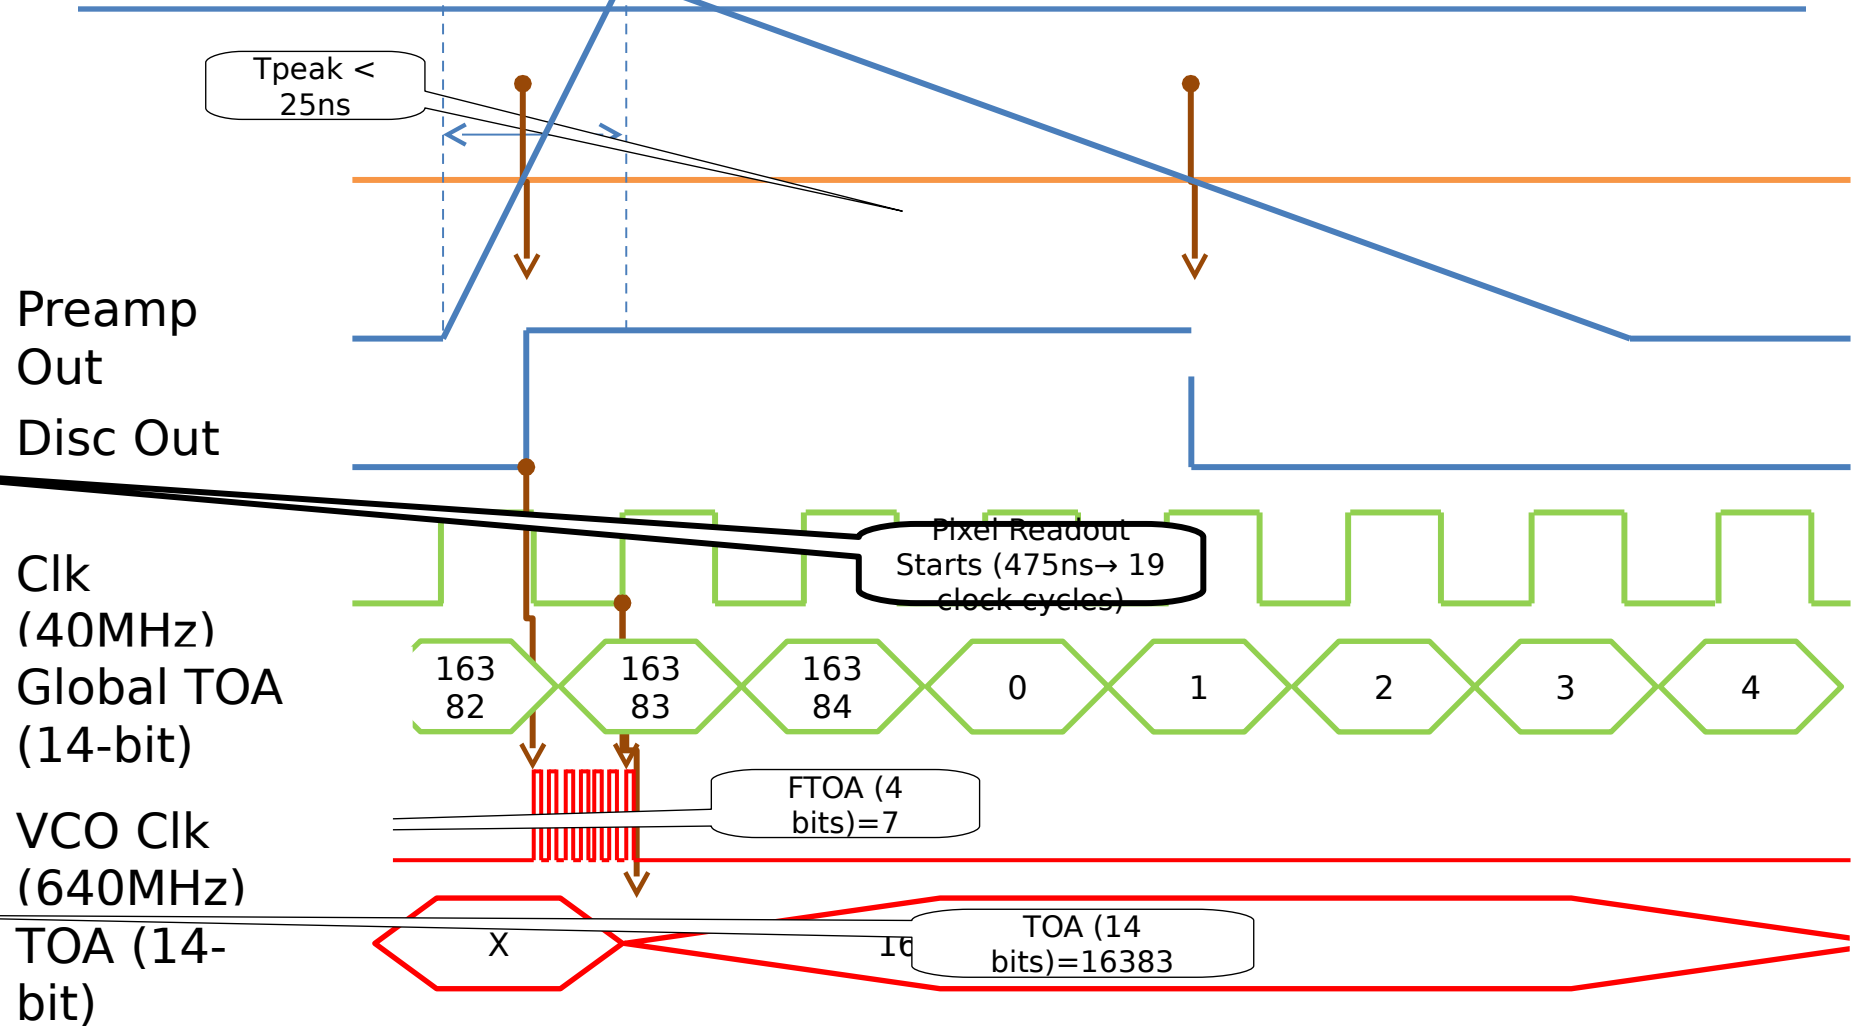 Tpeak <
25ns
Preamp
Out
Disc Out
Pixel Readout
Starts (475ns→ 19
clock cycles)
Clk
(40MHz)
Global TOA
(14-bit)
163
82
163
83
163
84
0
1
2
3
4
FTOA (4
bits)=7
VCO Clk
(640MHz)
TOA (14-
bit)
X
TOA (14
bits)=16383